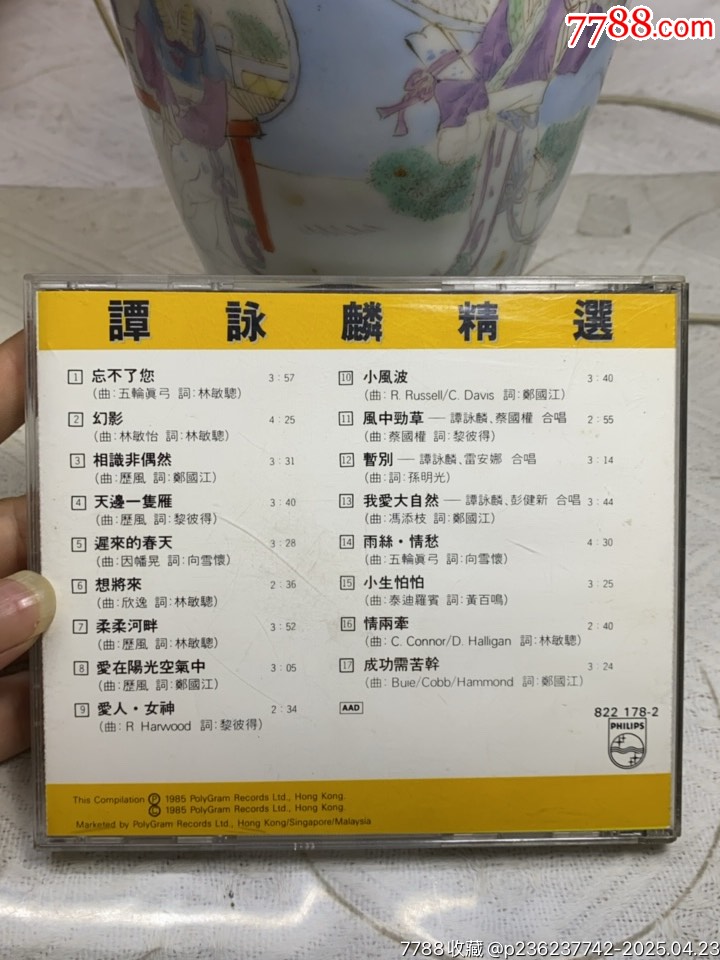 7788.com
譚詠麟精選
1 忘不了您 3:57
(曲:五輪眞弓 詞:林敏驄)
2 幻影 4:25
(曲:林敏怡 詞:林敏驄)
3 相識非偶然 3:31
(曲:歷風 詞:鄭國江)
4 天邊一隻雁 3:40
(曲:歷風 詞:黎彼得)
5 遲來的春天 3:28
(曲:因幡晃 詞:向雪懷)
6 想將來 2:36
(曲:欣逸 詞:林敏驄)
7 柔柔河畔 3:52
(曲:歷風 詞:林敏驄)
8 愛在陽光空氣中 3:05
(曲:歷風 詞:鄭國江)
9 愛人·女神 2:34
(曲:R Harwood 詞:黎彼得)
10 小風波 3:40
(曲:R. Russell/C. Davis 詞:鄭國江)
11 風中勁草 — 譚詠麟、蔡國權 合唱 2:55
(曲:蔡國權 詞:黎彼得)
12 暫別 — 譚詠麟、雷安娜 合唱 3:14
(曲:詞:孫明光)
13 我愛大自然 — 譚詠麟、彭健新 合唱 3:44
(曲:馮添枝 詞:鄭國江)
14 雨絲·情愁 4:30
(曲:五輪眞弓 詞:向雪懷)
15 小生怕怕 3:25
(曲:泰迪羅賓 詞:黃百鳴)
16 情兩牽 2:40
(曲:C. Connor/D. Halligan 詞:林敏驄)
17 成功需苦幹 3:24
(曲:Buie/Cobb/Hammond 詞:鄭國江)
AAD
822 178-2
PHILIPS
This Compilation Ⓟ 1985 PolyGram Records Ltd., Hong Kong.
© 1985 PolyGram Records Ltd., Hong Kong.
Marketed by PolyGram Records Ltd., Hong Kong/Singapore/Malaysia
7788收藏@p236237742-2025.04.23